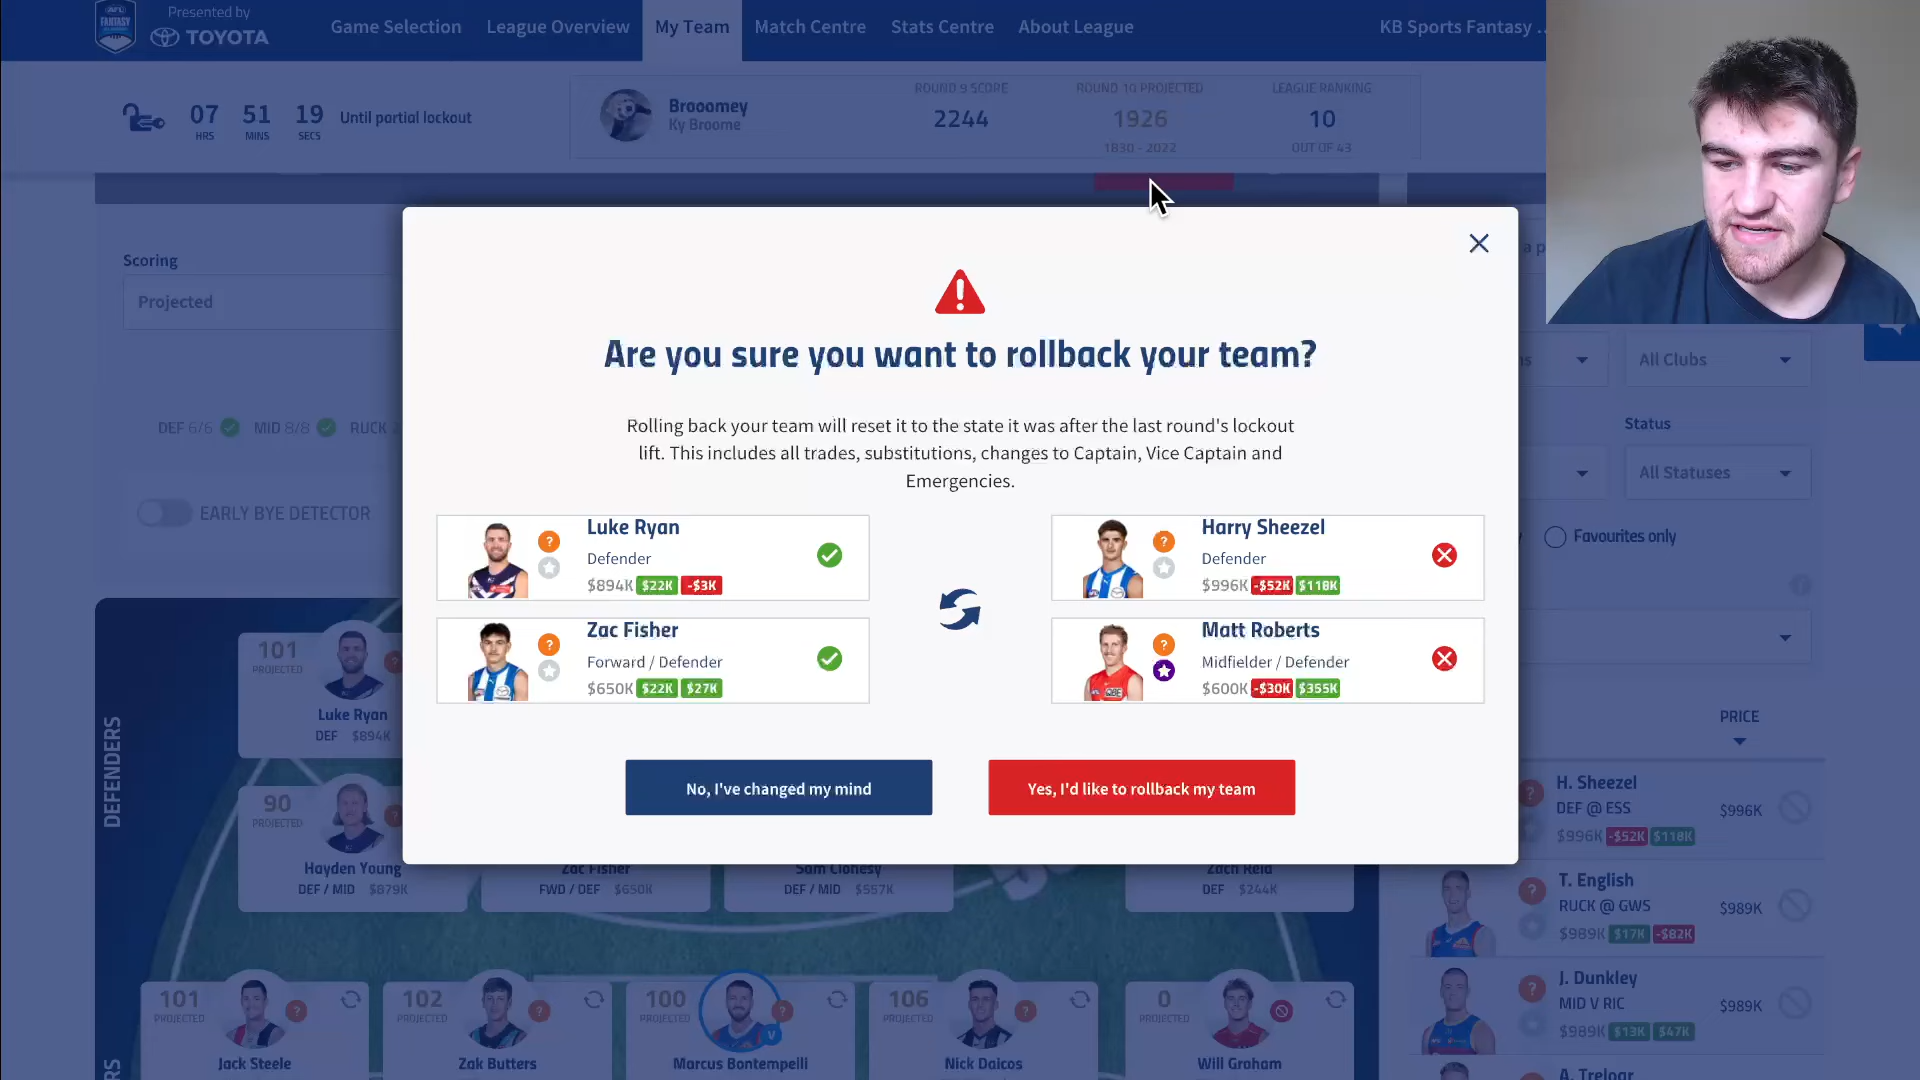 AFL
FANTASY
Presented by
TOYOTA
Game Selection
League Overview
My Team
Match Centre
Stats Centre
About League
KB Sports Fantasy ...
07
HRS
51
MINS
19
SECS
Until partial lockout
Brooomey
Ky Broome
ROUND 9 SCORE
2244
ROUND 10 PROJECTED
1926
1830 - 2022
LEAGUE RANKING
10
OUT OF 43
Scoring
Projected
DEF 6/6
MID 8/8
RUCK
EARLY BYE DETECTOR
Are you sure you want to rollback your team?
Rolling back your team will reset it to the state it was after the last round's lockout
lift. This includes all trades, substitutions, changes to Captain, Vice Captain and
Emergencies.
Luke Ryan
Defender
$894K $22K -$3K
Zac Fisher
Forward / Defender
$650K $22K $27K
Harry Sheezel
Defender
$996K -$52K $118K
Matt Roberts
Midfielder / Defender
$600K -$30K $355K
No, I've changed my mind
Yes, I'd like to rollback my team
All Clubs
Status
All Statuses
Favourites only
DEFENDERS
101
PROJECTED
Luke Ryan
DEF $894K
90
PROJECTED
Hayden Young
DEF / MID $879K
Zac Fisher
FWD / DEF $650K
Sam Clohesy
DEF / MID $557K
Zach Reid
DEF $244K
101
PROJECTED
Jack Steele
102
PROJECTED
Zak Butters
100
PROJECTED
V
Marcus Bontempelli
106
PROJECTED
Nick Daicos
0
PROJECTED
Will Graham
PRICE
H. Sheezel
DEF @ ESS
$996K -$52K $118K
$996K
T. English
RUCK @ GWS
$989K $17K -$82K
$989K
J. Dunkley
MID V RIC
$989K $13K $47K
$989K
A. Treloar